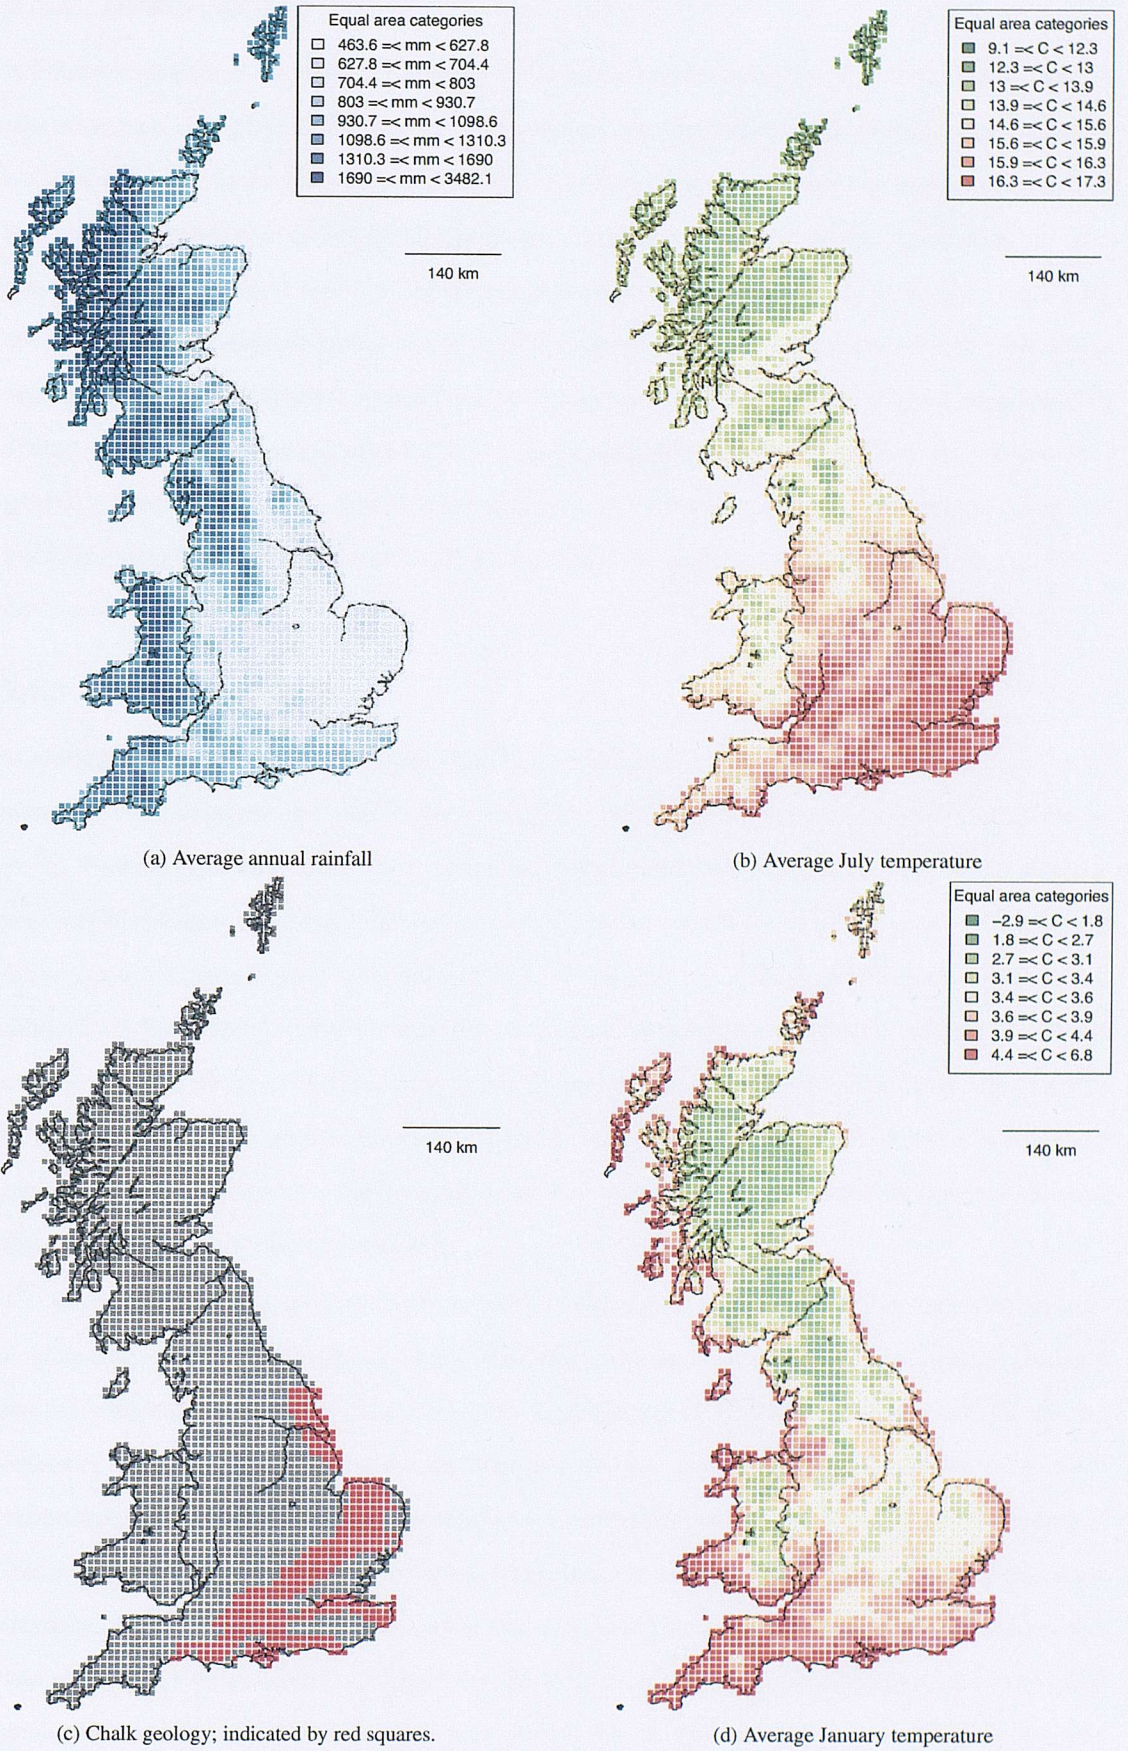 Equal area categories
463.6 =< mm < 627.8
627.8 =< mm < 704.4
704.4 =< mm < 803
803 =< mm < 930.7
930.7 =< mm < 1098.6
1098.6 =< mm < 1310.3
1310.3 =< mm < 1690
1690 =< mm < 3482.1
140 km
(a) Average annual rainfall
Equal area categories
9.1 =< C < 12.3
12.3 =< C < 13
13 =< C < 13.9
13.9 =< C < 14.6
14.6 =< C < 15.6
15.6 =< C < 15.9
15.9 =< C < 16.3
16.3 =< C < 17.3
140 km
(b) Average July temperature
140 km
(c) Chalk geology; indicated by red squares.
Equal area categories
−2.9 =< C < 1.8
1.8 =< C < 2.7
2.7 =< C < 3.1
3.1 =< C < 3.4
3.4 =< C < 3.6
3.6 =< C < 3.9
3.9 =< C < 4.4
4.4 =< C < 6.8
140 km
(d) Average January temperature